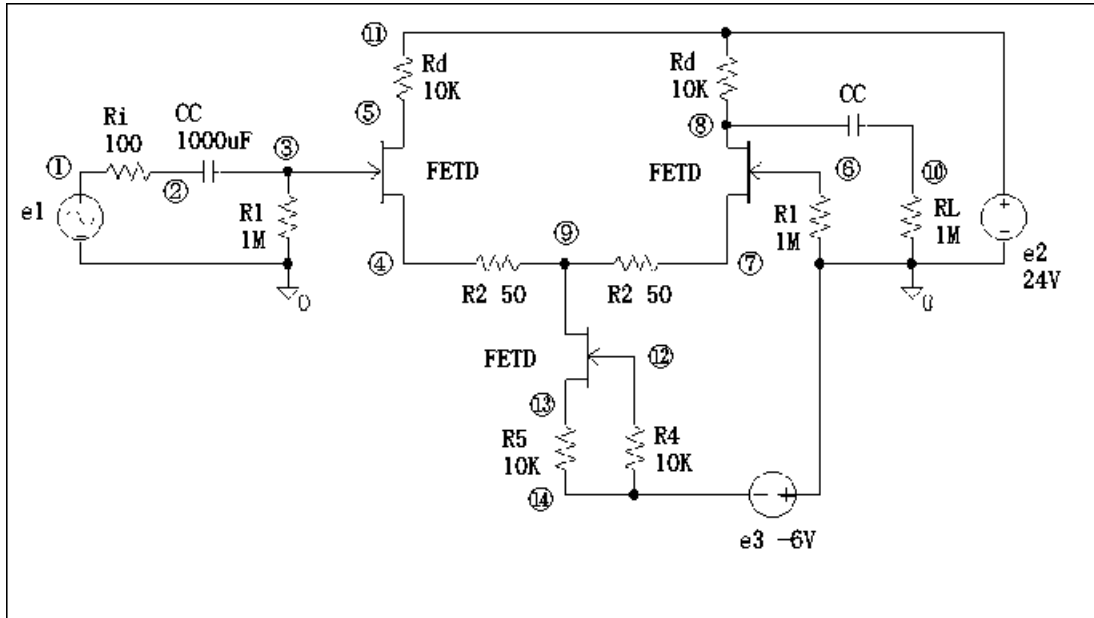 ⑪
Rd
10K
Rd
10K
CC
⑤
⑧
CC
1000uF
Ri
100
③
①
②
FETD
FETD
⑥
⑩
e1
R1
1M
R1
1M
RL
1M
⑨
④
⑦
e2
24V
0
0
R2 50
R2 50
FETD
⑫
⑬
R5
10K
R4
10K
⑭
e3 -6V